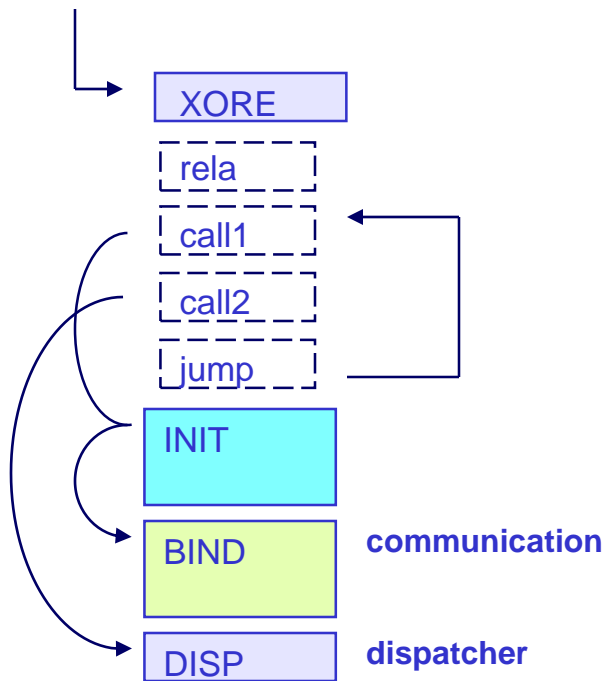 XORE
rela
call1
call2
jump
INIT
BIND
communication
DISP
dispatcher